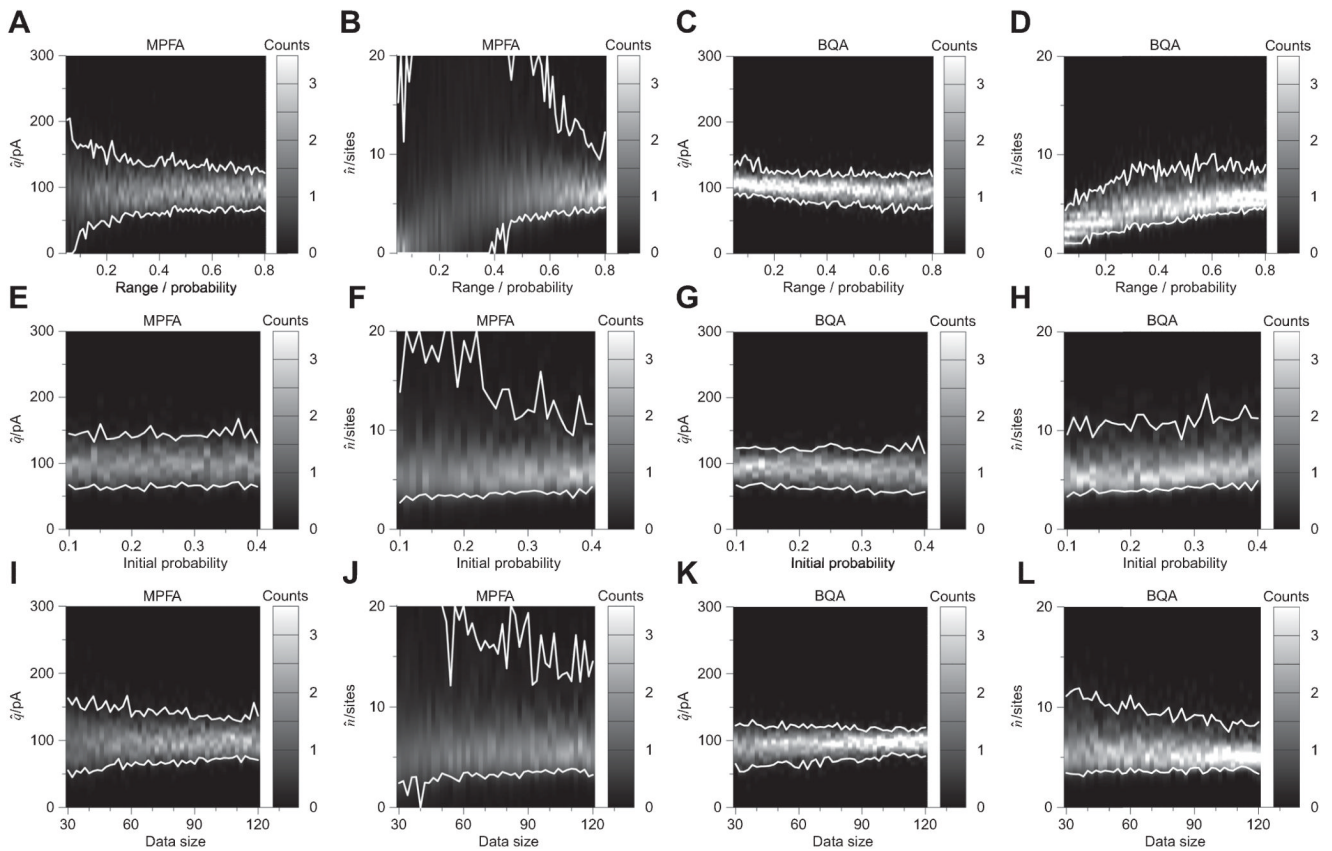 A B C D
MPFA Counts MPFA Counts BQA Counts BQA Counts
300 3 20 3 300 3 20 3
200 2 2 200 2 2
q̂/pA n̂/sites 10 q̂/pA n̂/sites 10
100 1 1 100 1 1
0 0 0 0 0 0 0 0
0.2 0.4 0.6 0.8 0.2 0.4 0.6 0.8 0.2 0.4 0.6 0.8 0.2 0.4 0.6 0.8
Range / probability Range / probability Range / probability Range / probability
E F G H
MPFA Counts MPFA Counts BQA Counts BQA Counts
300 3 20 3 300 3 20 3
200 2 2 200 2 2
q̂/pA n̂/sites 10 q̂/pA n̂/sites 10
100 1 1 100 1 1
0 0 0 0 0 0 0 0
0.1 0.2 0.3 0.4 0.1 0.2 0.3 0.4 0.1 0.2 0.3 0.4 0.1 0.2 0.3 0.4
Initial probability Initial probability Initial probability Initial probability
I J K L
MPFA Counts MPFA Counts BQA Counts BQA Counts
300 3 20 3 300 3 20 3
200 2 2 200 2 2
q̂/pA n̂/sites 10 q̂/pA n̂/sites 10
100 1 1 100 1 1
0 0 0 0 0 0 0 0
30 60 90 120 30 60 90 120 30 60 90 120 30 60 90 120
Data size Data size Data size Data size